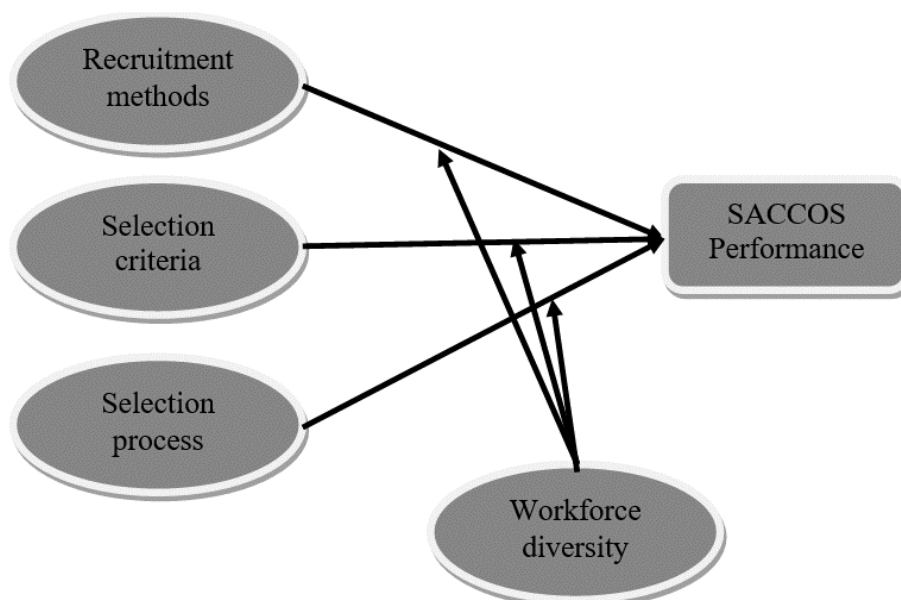 Recruitment
methods
Selection
criteria
SACCOS
Performance
Selection
process
Workforce
diversity